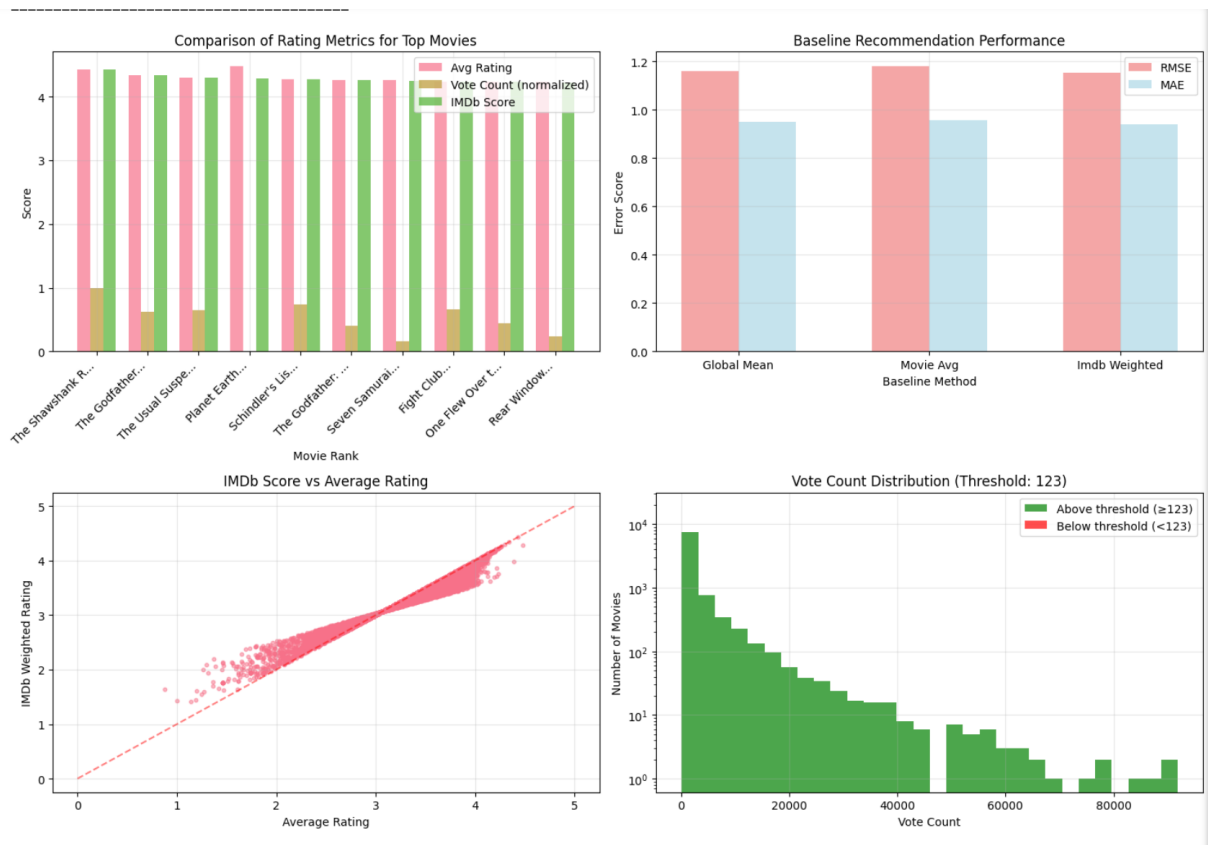 Comparison of Rating Metrics for Top Movies
Score
4
3
2
1
0
Avg Rating
Vote Count (normalized)
IMDb Score
The Shawshank R...
The Godfather...
The Usual Suspe...
Planet Earth...
Schindler's Lis...
The Godfather: ...
Seven Samurai...
Fight Club...
One Flew Over t...
Rear Window...
Movie Rank
Baseline Recommendation Performance
Error Score
1.2
1.0
0.8
0.6
0.4
0.2
0.0
RMSE
MAE
Global Mean
Movie Avg
Imdb Weighted
Baseline Method
IMDb Score vs Average Rating
IMDb Weighted Rating
5
4
3
2
1
0
0 1 2 3 4 5
Average Rating
Vote Count Distribution (Threshold: 123)
Number of Movies
10⁴
10³
10²
10¹
10⁰
Above threshold (≥123)
Below threshold (<123)
0 20000 40000 60000 80000
Vote Count